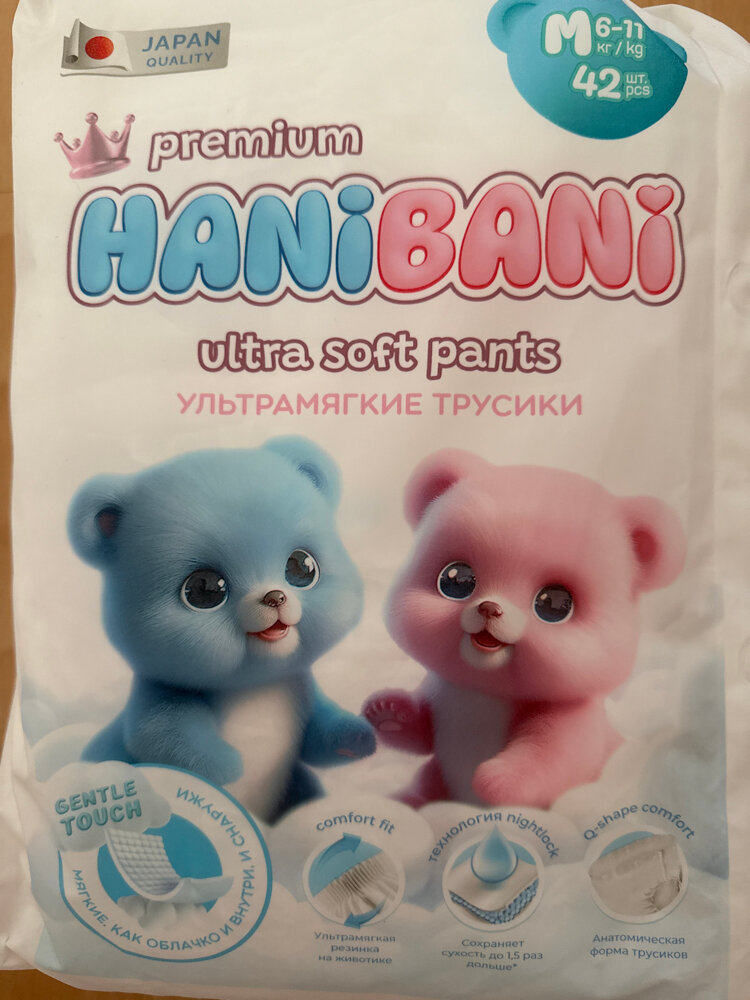 JAPAN
QUALITY
M 6-11
кг/kg
42 шт.
pcs
premium
HANiBANi
ultra soft pants
УЛЬТРАМЯГКИЕ ТРУСИКИ
GENTLE
TOUCH
МЯГКИЕ, КАК ОБЛАЧКО И ВНУТРИ, И СНАРУЖИ
comfort fit
Ультрамягкая
резинка
на животике
технология nightlock
Сохраняет
сухость до 1,5 раз
дольше*
Q-shape comfort
Анатомическая
форма трусиков